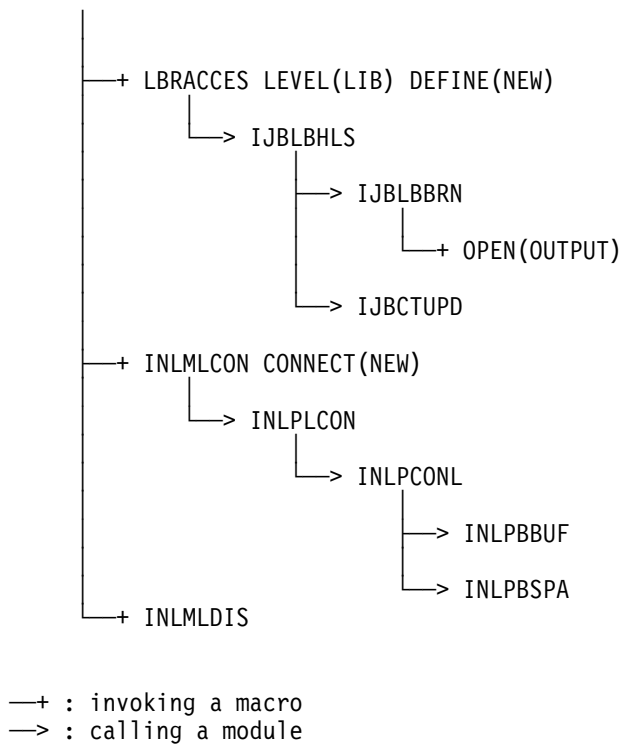 LBRACCES LEVEL(LIB) DEFINE(NEW)
IJBLBHLS
IJBLBBRN
OPEN(OUTPUT)
IJBCTUPD
INLMLCON CONNECT(NEW)
INLPLCON
INLPCONL
INLPBBUF
INLPBSPA
INLMLDIS
──+ : invoking a macro
──> : calling a module